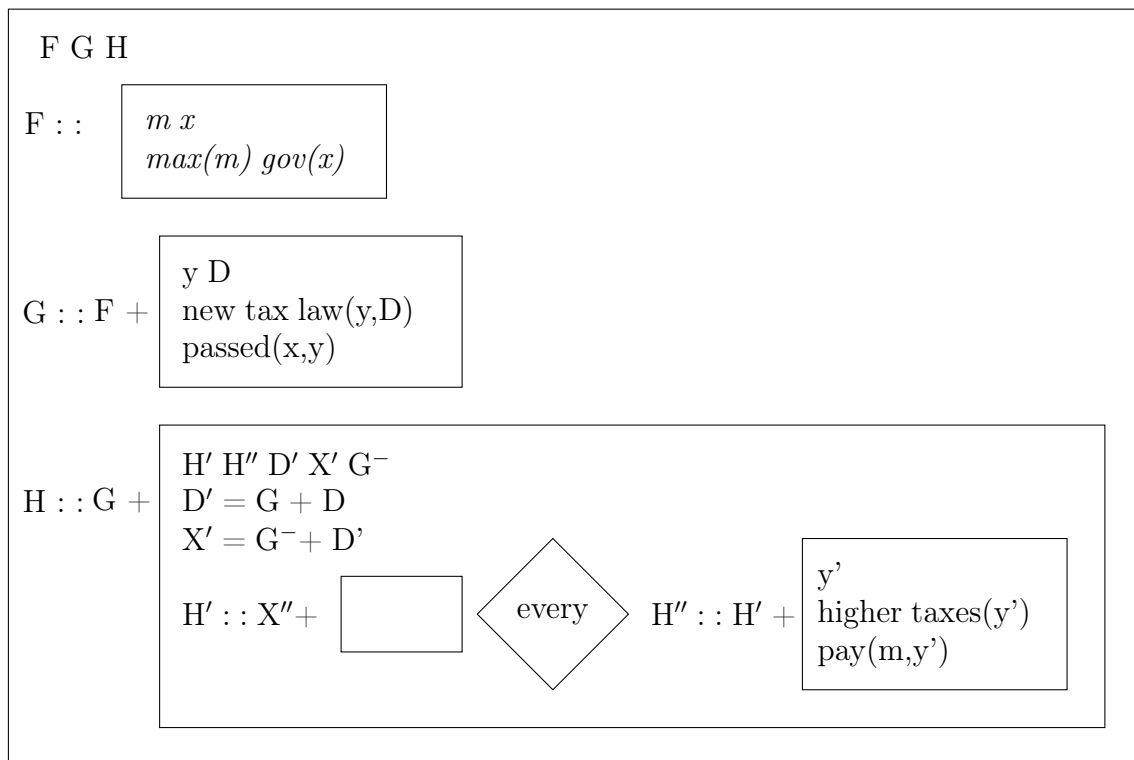 F G H
F : :
m x
max(m) gov(x)
G : : F +
y D
new tax law(y,D)
passed(x,y)
H : : G +
H′ H″ D′ X′ G⁻
D′ = G + D
X′ = G⁻+ D’
H′ : : X″+
every
H″ : : H′ +
y’
higher taxes(y’)
pay(m,y’)